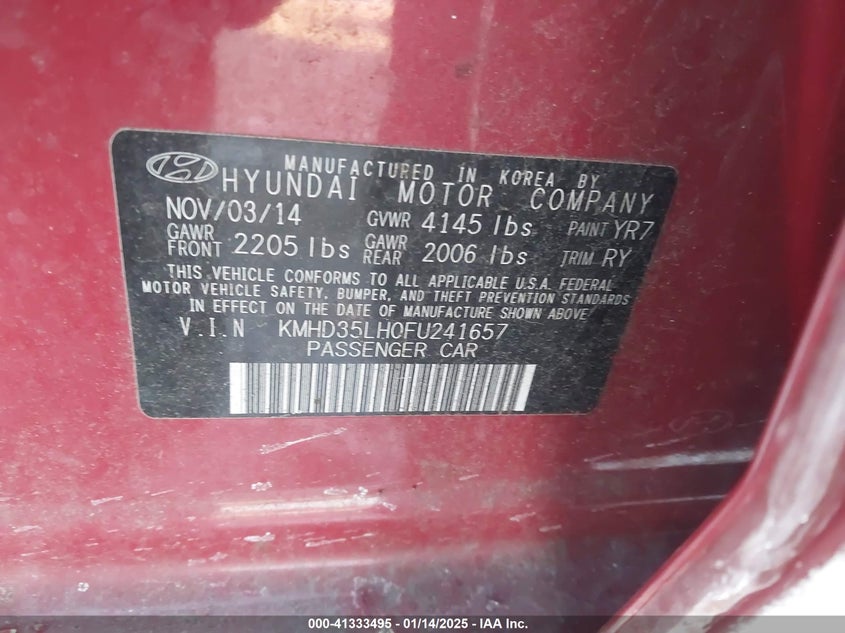 MANUFACTURED IN KOREA BY
HYUNDAI MOTOR COMPANY
NOV/03/14 GVWR 4145 lbs PAINT YR7
GAWR FRONT 2205 lbs GAWR REAR 2006 lbs TRIM RY
THIS VEHICLE CONFORMS TO ALL APPLICABLE U.S.A. FEDERAL
MOTOR VEHICLE SAFETY, BUMPER, AND THEFT PREVENTION STANDARDS
IN EFFECT ON THE DATE OF MANUFACTURE SHOWN ABOVE.
V.I.N KMHD35LH0FU241657
PASSENGER CAR
000-41333495 - 01/14/2025 - IAA Inc.